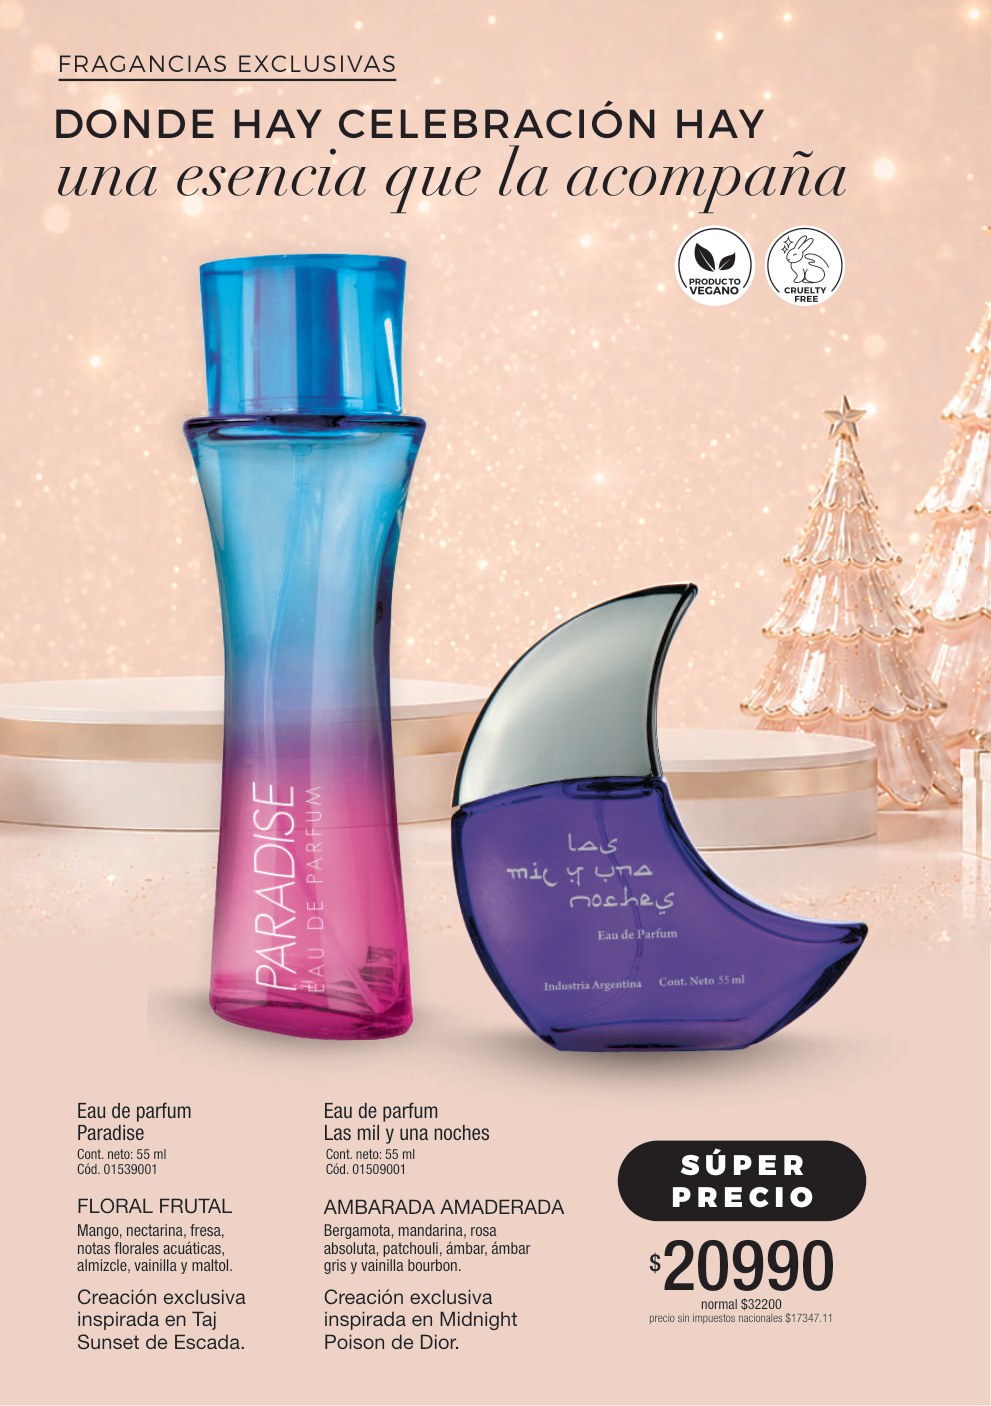 FRAGANCIAS EXCLUSIVAS
DONDE HAY CELEBRACIÓN HAY
una esencia que la acompaña
PRODUCTO
VEGANO
CRUELTY
FREE
PARADISE
EAU DE PARFUM
las
mil y una
noches
Eau de Parfum
Industria Argentina Cont. Neto 55 ml
Eau de parfum
Paradise
Cont. neto: 55 ml
Cód. 01539001
FLORAL FRUTAL
Mango, nectarina, fresa,
notas florales acuáticas,
almizcle, vainilla y maltol.
Creación exclusiva
inspirada en Taj
Sunset de Escada.
Eau de parfum
Las mil y una noches
Cont. neto: 55 ml
Cód. 01509001
AMBARADA AMADERADA
Bergamota, mandarina, rosa
absoluta, patchouli, ámbar, ámbar
gris y vainilla bourbon.
Creación exclusiva
inspirada en Midnight
Poison de Dior.
SÚPER
PRECIO
$20990
normal $32200
precio sin impuestos nacionales $17347.11